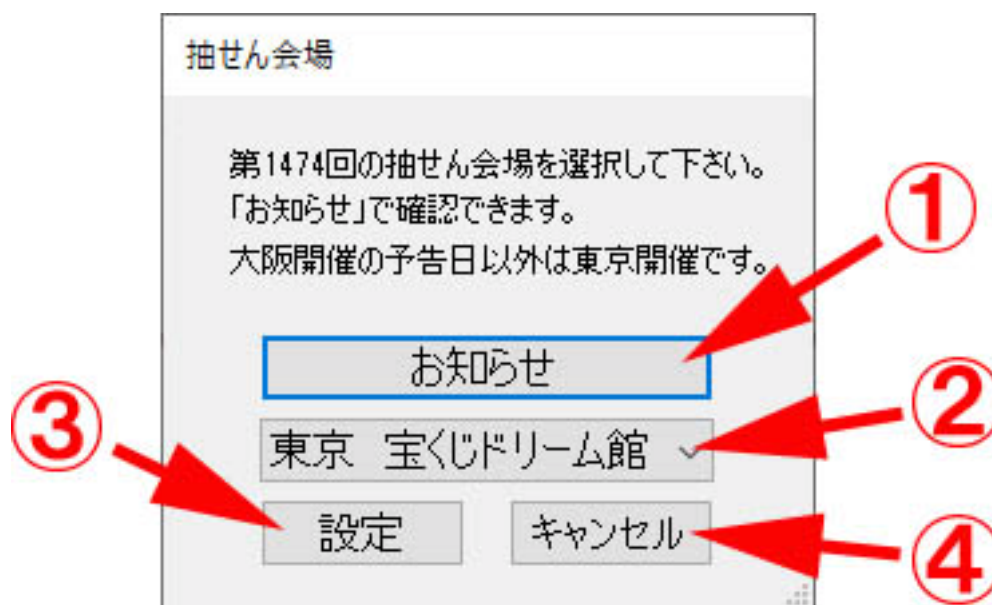 抽せん会場
第1474回の抽せん会場を選択して下さい。
「お知らせ」で確認できます。
大阪開催の予告日以外は東京開催です。
①
お知らせ
②
③
東京　宝くじドリーム館
設定
キャンセル
④